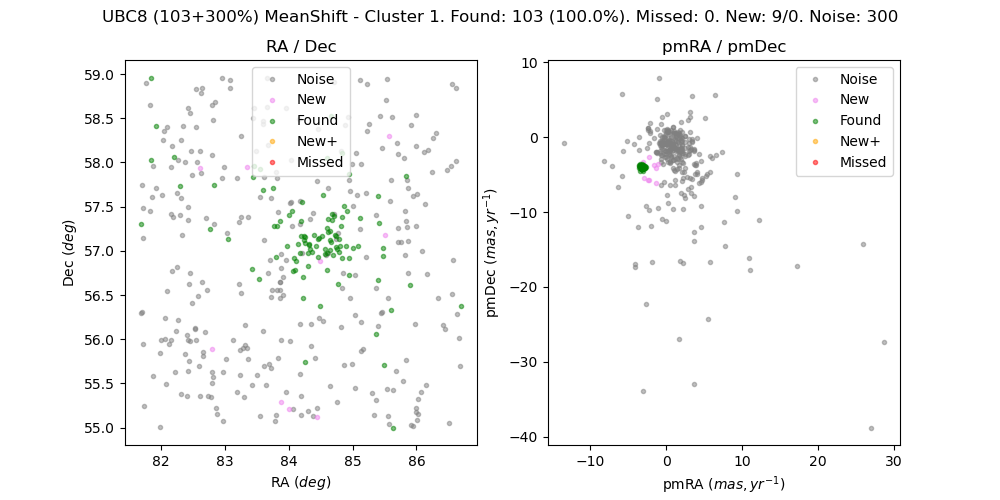 UBC8 (103+300%) MeanShift - Cluster 1. Found: 103 (100.0%). Missed: 0. New: 9/0. Noise: 300
RA / Dec
59.0
58.5
58.0
57.5
57.0
56.5
56.0
55.5
55.0
Dec (deg)
82 83 84 85 86
RA (deg)
Noise
New
Found
New+
Missed
pmRA / pmDec
10
0
−10
−20
−30
−40
pmDec (mas, yr⁻¹)
−10 0 10 20 30
pmRA (mas, yr⁻¹)
Noise
New
Found
New+
Missed